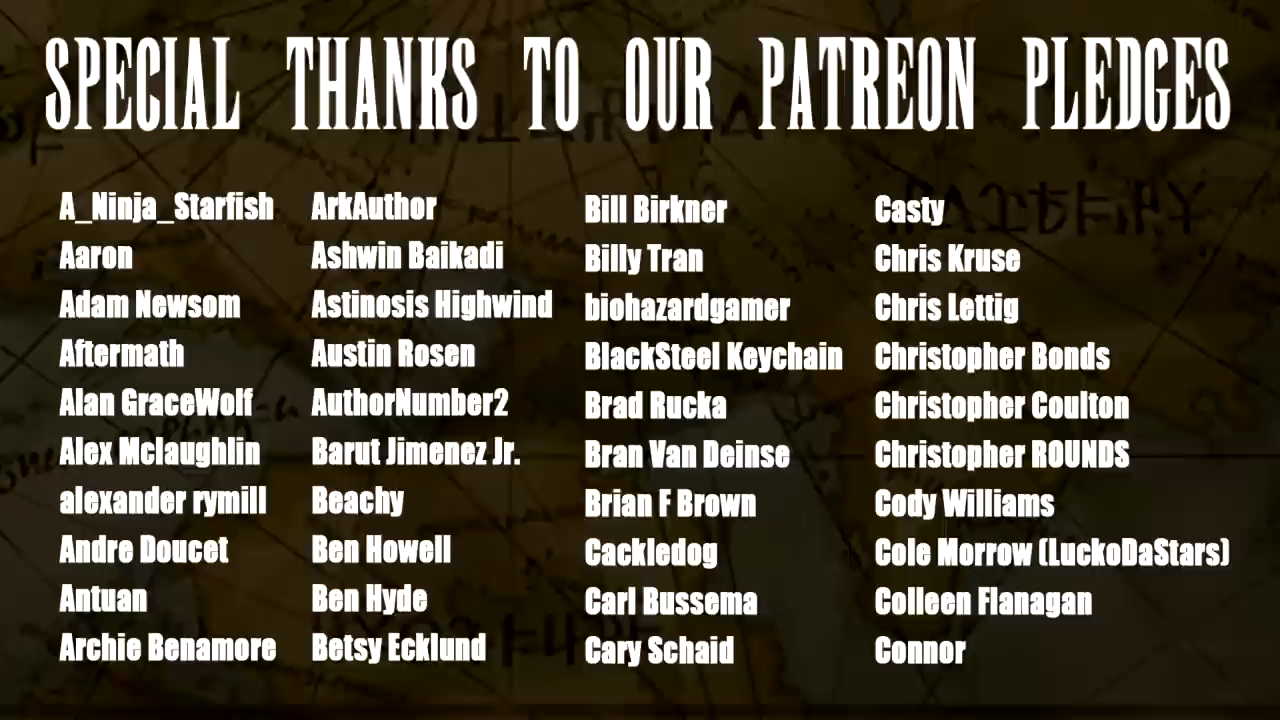 SPECIAL THANKS TO OUR PATREON PLEDGES
A_Ninja_Starfish
Aaron
Adam Newsom
Aftermath
Alan GraceWolf
Alex Mclaughlin
alexander rymill
Andre Doucet
Antuan
Archie Benamore
ArkAuthor
Ashwin Baikadi
Astinosis Highwind
Austin Rosen
AuthorNumber2
Barut Jimenez Jr.
Beachy
Ben Howell
Ben Hyde
Betsy Ecklund
Bill Birkner
Billy Tran
biohazardgamer
BlackSteel Keychain
Brad Rucka
Bran Van Deinse
Brian F Brown
Cackledog
Carl Bussema
Cary Schaid
Casty
Chris Kruse
Chris Lettig
Christopher Bonds
Christopher Coulton
Christopher ROUNDS
Cody Williams
Cole Morrow (LuckoDaStars)
Colleen Flanagan
Connor